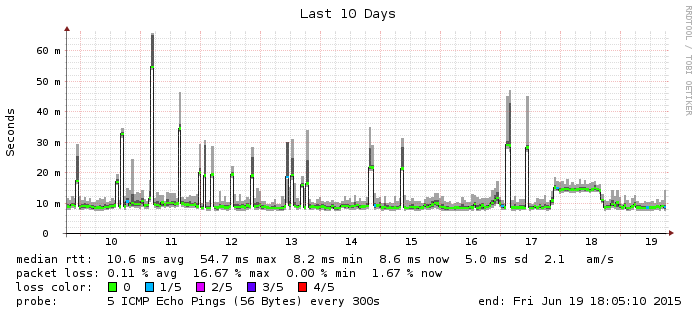 Last 10 Days
RRDTOOL / TOBI OETIKER
Seconds
60 m
50 m
40 m
30 m
20 m
10 m
0
10 11 12 13 14 15 16 17 18 19
median rtt: 10.6 ms avg 54.7 ms max 8.2 ms min 8.6 ms now 5.0 ms sd 2.1 am/s
packet loss: 0.11 % avg 16.67 % max 0.00 % min 1.67 % now
loss color: 0 1/5 2/5 3/5 4/5
probe: 5 ICMP Echo Pings (56 Bytes) every 300s end: Fri Jun 19 18:05:10 2015